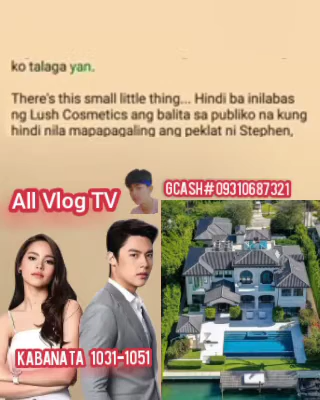 ko talaga yan.
There's this small little thing... Hindi ba inilabas
ng Lush Cosmetics ang balita sa publiko na kung
hindi nila mapapagaling ang peklat ni Stephen,
All Vlog TV
GCASH#09310687321
KABANATA 1031-1051